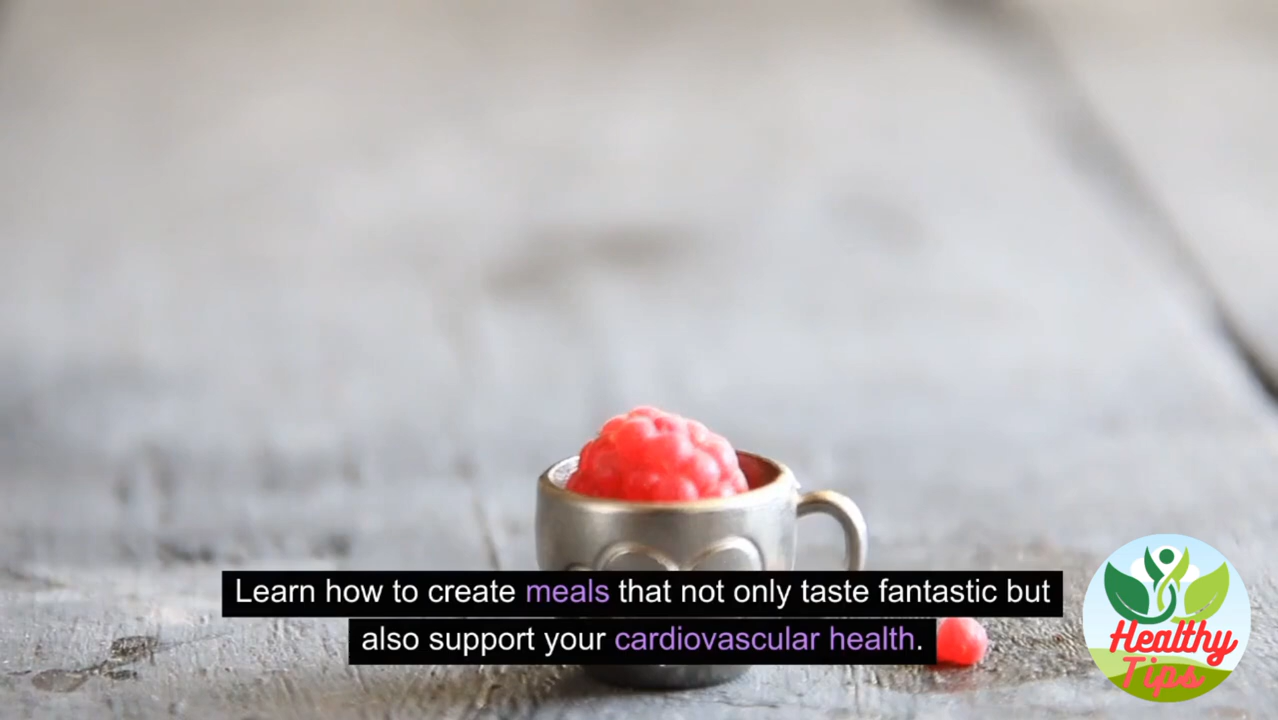 Learn how to create meals that not only taste fantastic but
also support your cardiovascular health.
Healthy
Tips